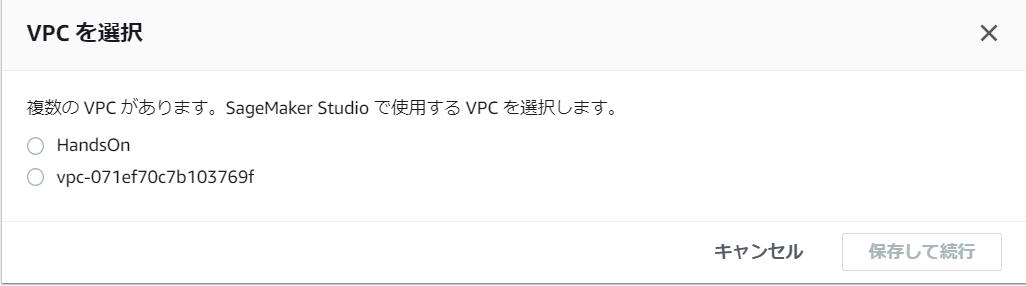 VPC を選択
複数の VPC があります。SageMaker Studio で使用する VPC を選択します。
HandsOn
vpc-071ef70c7b103769f
キャンセル
保存して続行